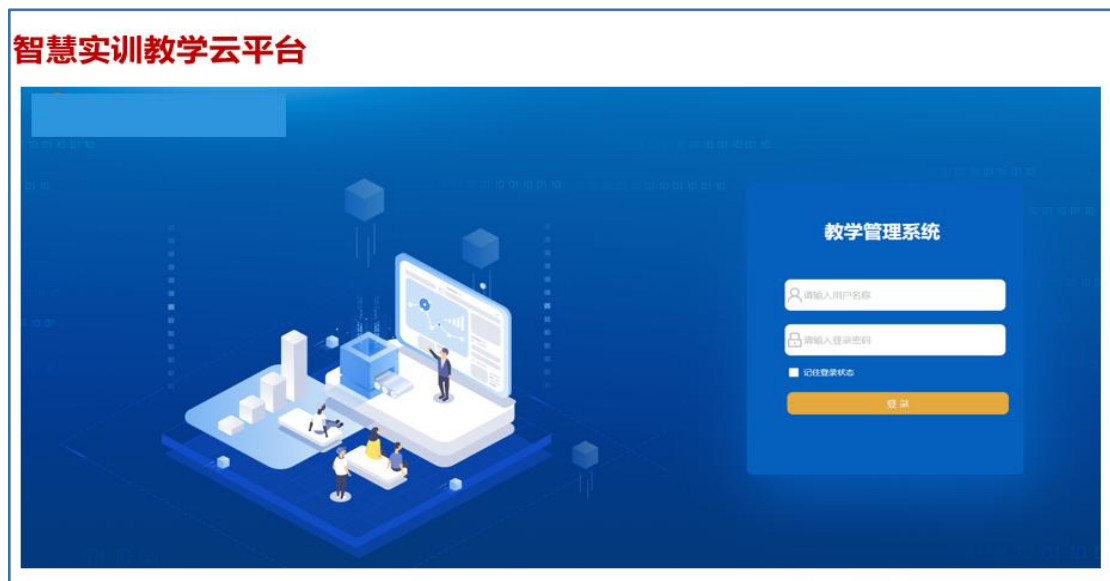 智慧实训教学云平台
教学管理系统
请输入用户名称
请输入登录密码
记住登录状态
登 录